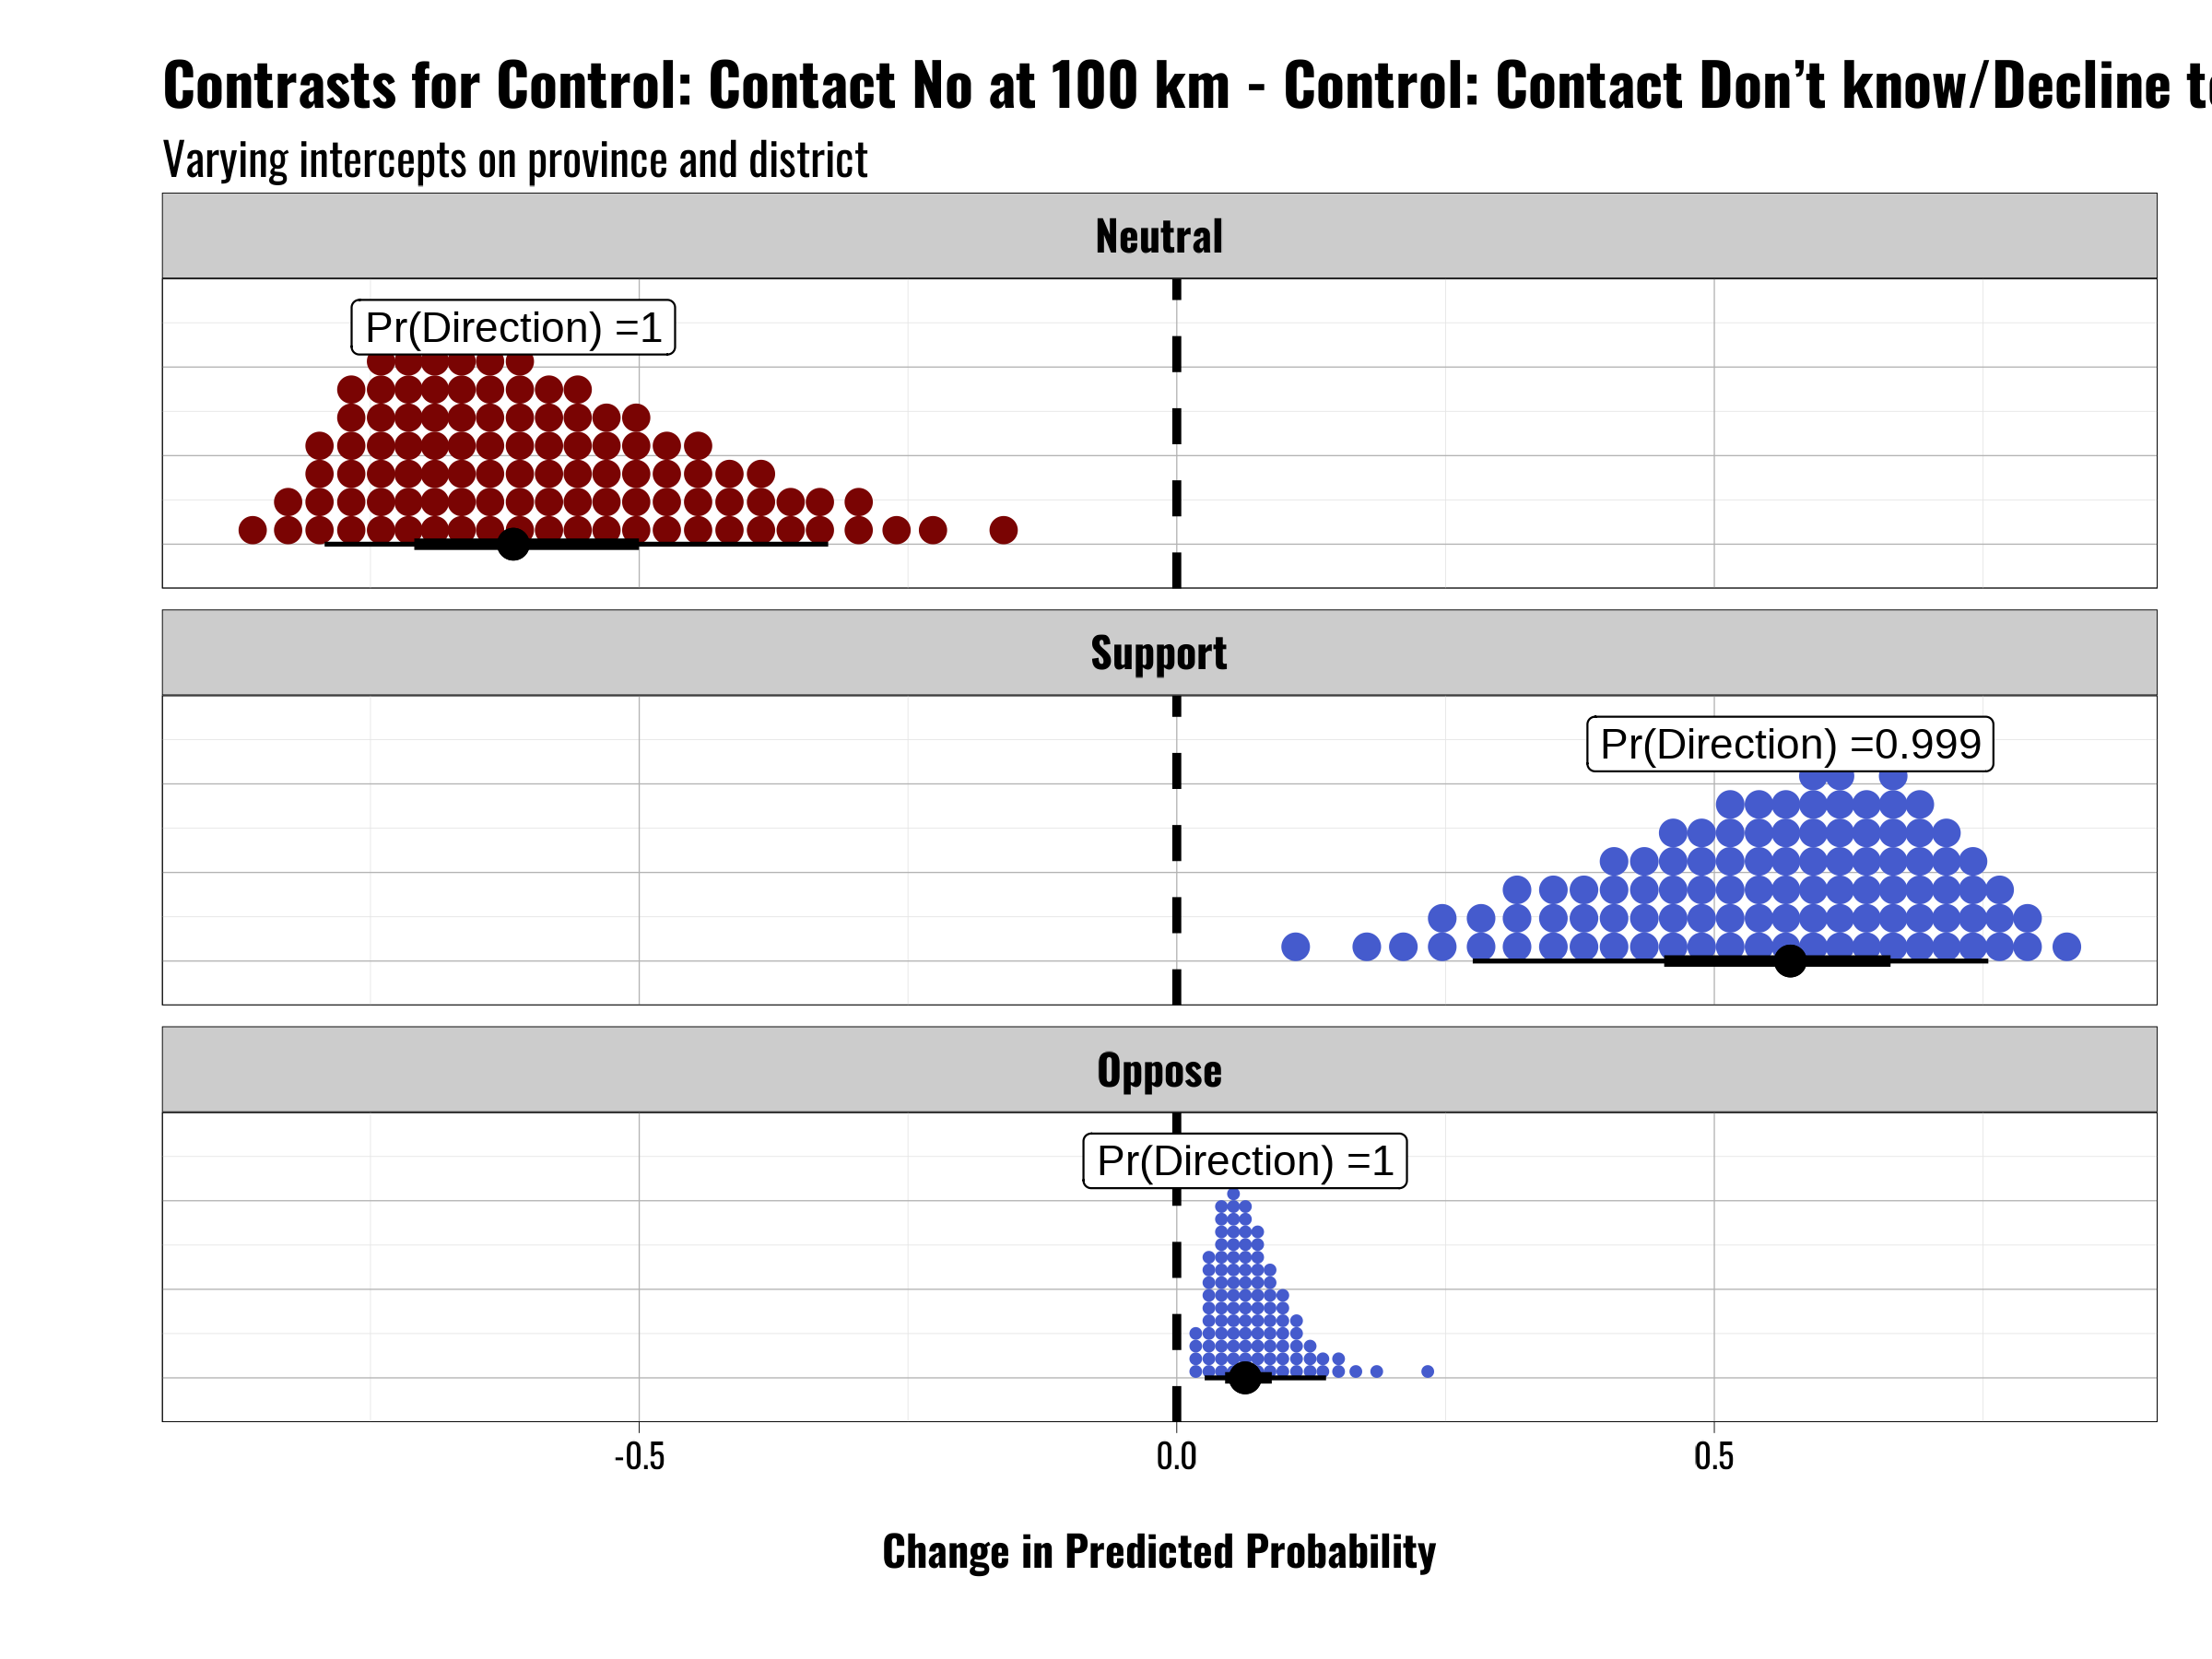 Contrasts for Control: Contact No at 100 km - Control: Contact Don’t know/Decline
Varying intercepts on province and district
Neutral
Pr(Direction) =1
Support
Pr(Direction) =0.999
Oppose
Pr(Direction) =1
-0.5 0.0 0.5
Change in Predicted Probability